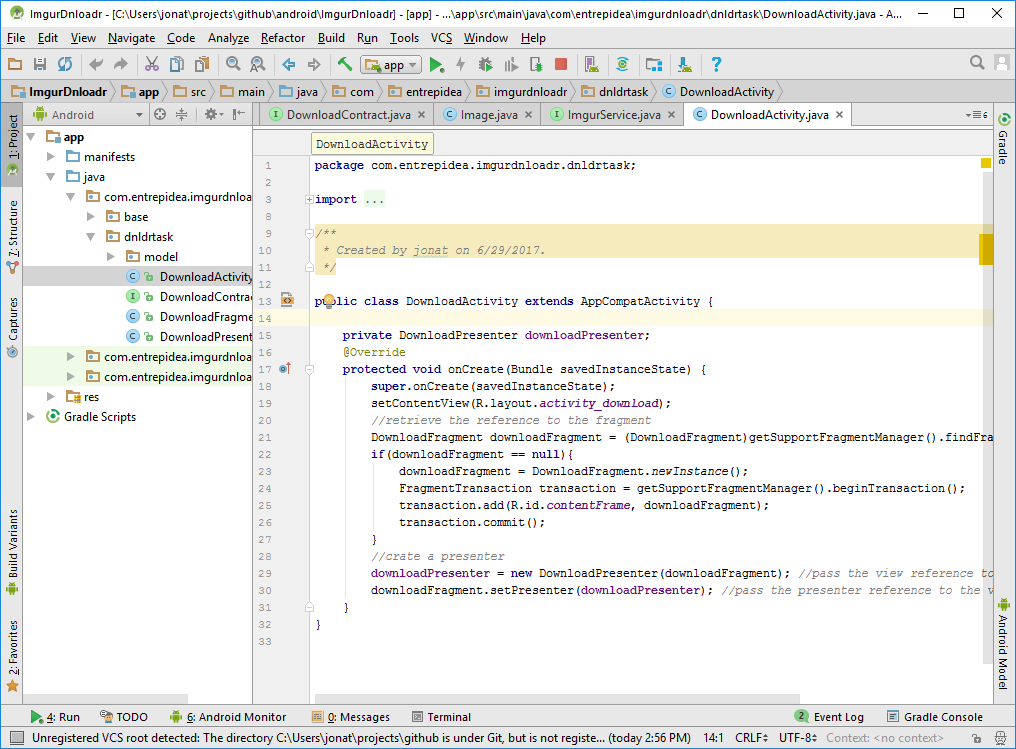 ImgurDnloadr - [C:\Users\jonat\projects\github\android\ImgurDnloadr] - [app] - ...\app\src\main\java\com\entrepidea\imgurdnloadr\dnldrtask\DownloadActivity.java - A...
File Edit View Navigate Code Analyze Refactor Build Run Tools VCS Window Help
app
ImgurDnloadr app src main java com entrepidea imgurdnloadr dnldrtask DownloadActivity
Android DownloadContract.java Image.java ImgurService.java DownloadActivity.java 6
1: Project
7: Structure
Captures
Build Variants
2: Favorites
app
manifests
java
com.entrepidea.imgurdnloa
base
dnldrtask
model
DownloadActivity
DownloadContra
DownloadFragme
DownloadPresent
com.entrepidea.imgurdnloa
com.entrepidea.imgurdnloa
res
Gradle Scripts
DownloadActivity
1 package com.entrepidea.imgurdnloadr.dnldrtask;
2
3 import ...
8
9 /**
10 * Created by jonat on 6/29/2017.
11 */
12
13 public class DownloadActivity extends AppCompatActivity {
14
15 private DownloadPresenter downloadPresenter;
16 @Override
17 protected void onCreate(Bundle savedInstanceState) {
18 super.onCreate(savedInstanceState);
19 setContentView(R.layout.activity_download);
20 //retrieve the reference to the fragment
21 DownloadFragment downloadFragment = (DownloadFragment)getSupportFragmentManager().findFra
22 if(downloadFragment == null){
23 downloadFragment = DownloadFragment.newInstance();
24 FragmentTransaction transaction = getSupportFragmentManager().beginTransaction();
25 transaction.add(R.id.contentFrame, downloadFragment);
26 transaction.commit();
27 }
28 //crate a presenter
29 downloadPresenter = new DownloadPresenter(downloadFragment); //pass the view reference to
30 downloadFragment.setPresenter(downloadPresenter); //pass the presenter reference to the v
31 }
32 }
33
Gradle
Android Model
4: Run TODO 6: Android Monitor 0: Messages Terminal 2 Event Log Gradle Console
Unregistered VCS root detected: The directory C:\Users\jonat\projects\github is under Git, but is not registe... (today 2:56 PM) 14:1 CRLF UTF-8 Context: <no context>